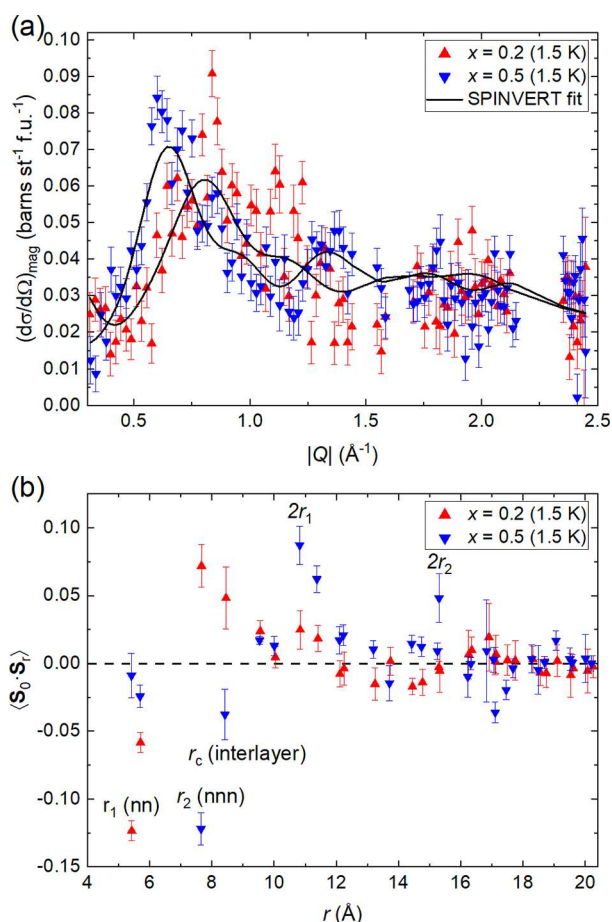 (a)
x = 0.2 (1.5 K)
x = 0.5 (1.5 K)
SPINVERT fit
(dσ/dΩ)mag (barns st⁻¹ f.u.⁻¹)
0.10
0.09
0.08
0.07
0.06
0.05
0.04
0.03
0.02
0.01
0.00
0.5 1.0 1.5 2.0 2.5
|Q| (Å⁻¹)
(b)
x = 0.2 (1.5 K)
x = 0.5 (1.5 K)
2r₁
2r₂
⟨S₀·Sᵣ⟩
0.10
0.05
0.00
-0.05
-0.10
-0.15
r_c (interlayer)
r₁ (nn)
r₂ (nnn)
4 6 8 10 12 14 16 18 20
r (Å)